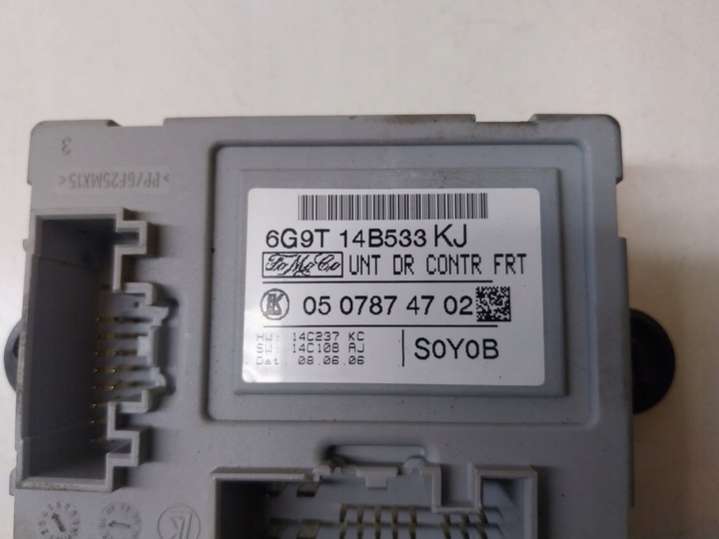 3
>PP/6F25MX15<
6G9T 14B533 KJ
FoMoCo UNT DR CONTR FRT
K 05 0787 47 02
HW: 14C237 KC
SW: 14C108 AJ
Dat: 08.06.06
S0Y0B
K